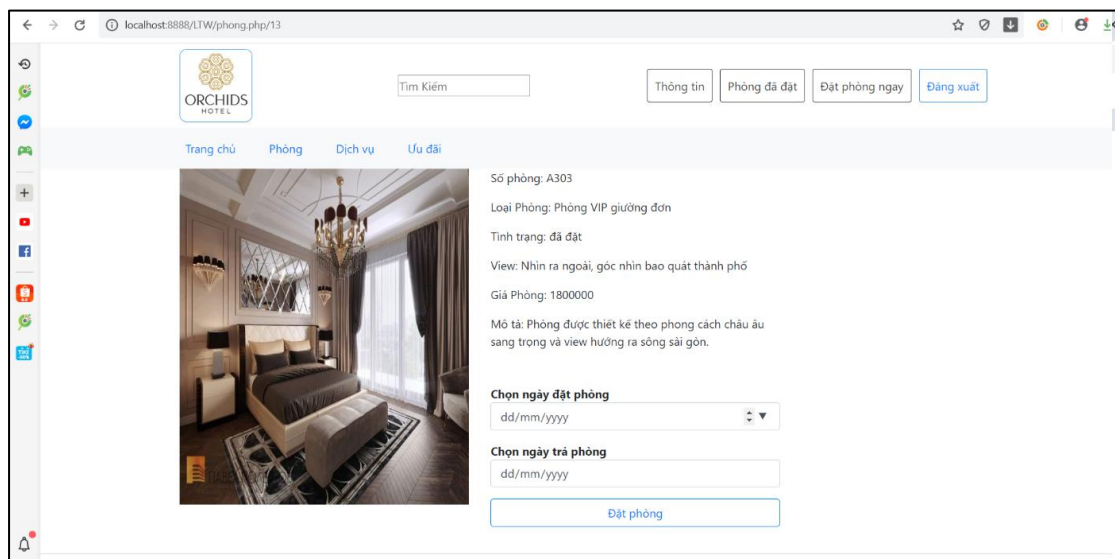 localhost:8888/LTW/phong.php/13
ORCHIDS
HOTEL
Tìm Kiếm
Thông tin
Phòng đã đặt
Đặt phòng ngay
Đăng xuất
Trang chủ
Phòng
Dịch vụ
Ưu đãi
Số phòng: A303
Loại Phòng: Phòng VIP giường đơn
Tình trạng: đã đặt
View: Nhìn ra ngoài, góc nhìn bao quát thành phố
Giá Phòng: 1800000
Mô tả: Phòng được thiết kế theo phong cách châu âu
sang trọng và view hướng ra sông sài gòn.
Chọn ngày đặt phòng
dd/mm/yyyy
Chọn ngày trả phòng
dd/mm/yyyy
Đặt phòng